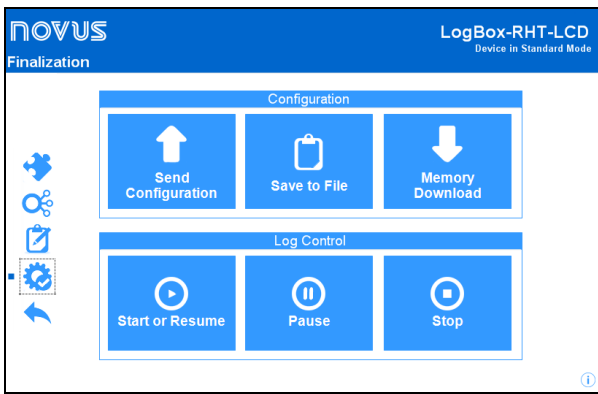 novus
LogBox-RHT-LCD
Device in Standard Mode
Finalization
Configuration
Send
Configuration
Save to File
Memory
Download
Log Control
Start or Resume
Pause
Stop
i